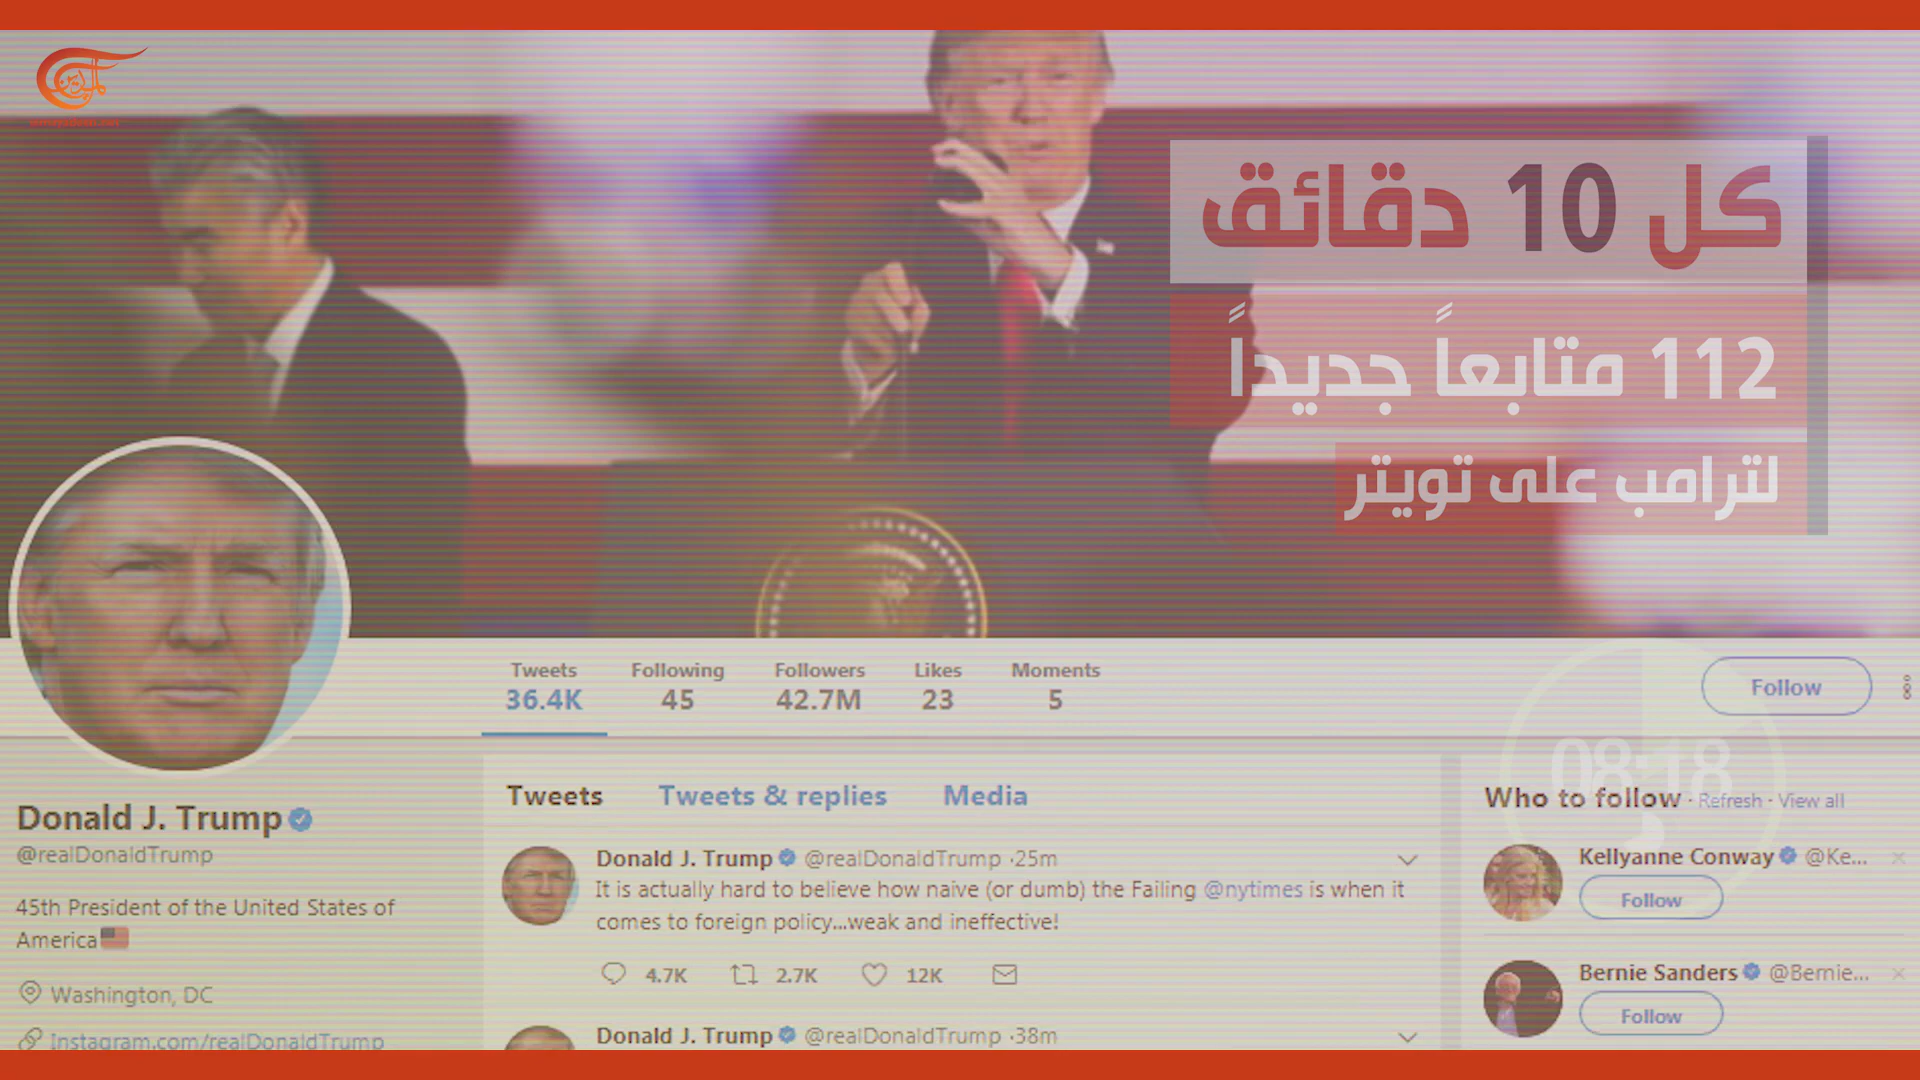 الميادين
كل 10 دقائق
112 متابعاً جديداً
لترامب على تويتر
Tweets Following Followers Likes Moments
36.4K 45 42.7M 23 5
Follow
08:18
Donald J. Trump
@realDonaldTrump
45th President of the United States of
America
Washington, DC
Instagram.com/realDonaldTrump
Tweets Tweets & replies Media
Donald J. Trump @realDonaldTrump ·25m
It is actually hard to believe how naive (or dumb) the Failing @nytimes is when it
comes to foreign policy...weak and ineffective!
4.7K 2.7K 12K
Donald J. Trump @realDonaldTrump ·38m
Who to follow · Refresh · View all
Kellyanne Conway @Ke...
Follow
Bernie Sanders @Bernie...
Follow